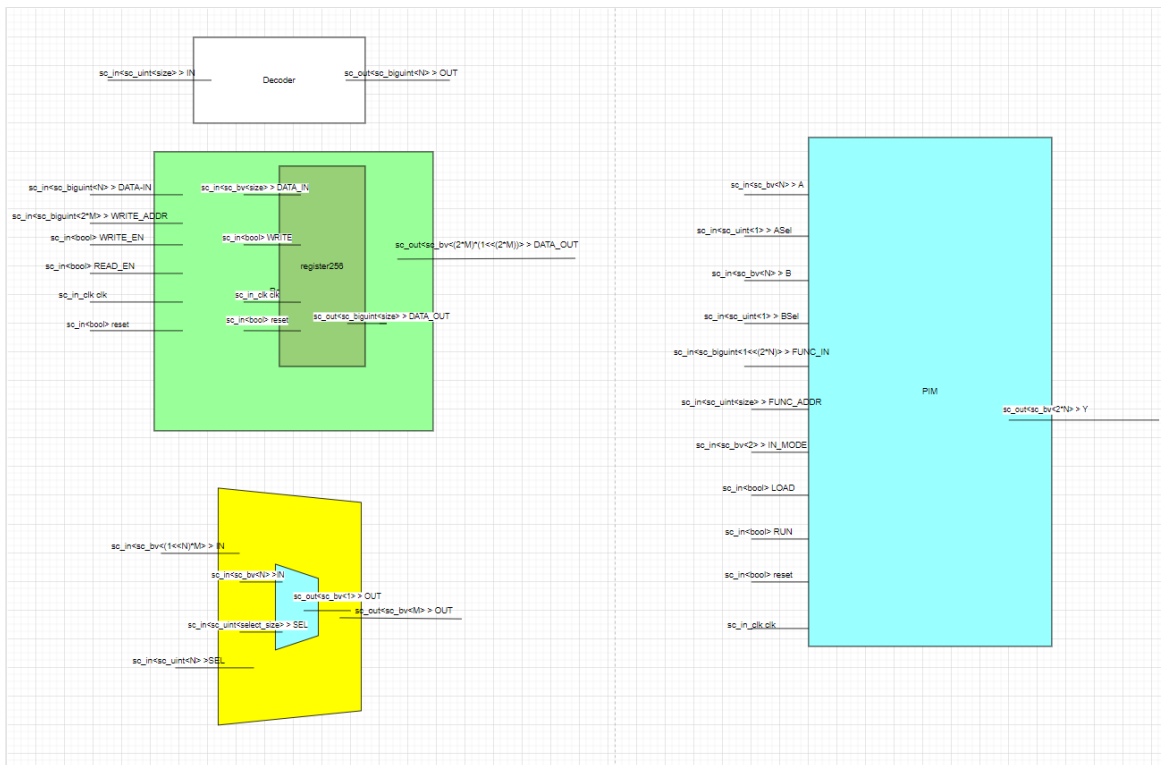 sc_in<sc_uint<size> > IN
Decoder
sc_out<sc_biguint<N> > OUT
sc_in<sc_biguint<N> > DATA-IN
sc_in<sc_biguint<2*M> > WRITE_ADDR
sc_in<bool> WRITE_EN
sc_in<bool> READ_EN
sc_in_clk clk
sc_in<bool> reset
sc_in<sc_bv<size> > DATA_IN
sc_in<bool> WRITE
register256
sc_in_clk clk
sc_in<bool> reset
sc_out<sc_biguint<size> > DATA_OUT
sc_out<sc_bv<(2*M)*(1<<(2*M))> > DATA_OUT
sc_in<sc_bv<(1<<N)*M> > IN
sc_in<sc_bv<N> >IN
sc_out<sc_bv<1> > OUT
sc_out<sc_bv<M> > OUT
sc_in<sc_uint<select_size> > SEL
sc_in<sc_uint<N> >SEL
sc_in<sc_bv<N> > A
sc_in<sc_uint<1> > ASel
sc_in<sc_bv<N> > B
sc_in<sc_uint<1> > BSel
sc_in<sc_biguint<1<<(2*N)> > FUNC_IN
sc_in<sc_uint<size> > FUNC_ADDR
sc_in<sc_bv<2> > IN_MODE
sc_in<bool> LOAD
sc_in<bool> RUN
sc_in<bool> reset
sc_in_clk clk
PIM
sc_out<sc_bv<2*N> > Y